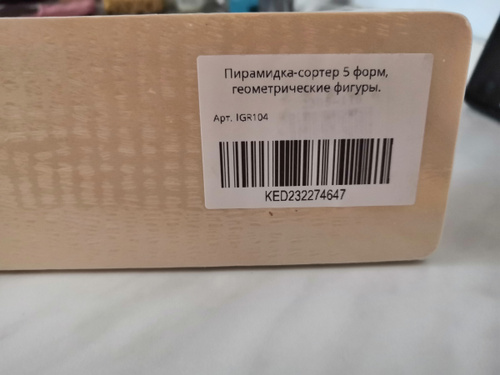 Пирамидка-сортер 5 форм,
геометрические фигуры.
Арт. IGR104
KED232274647